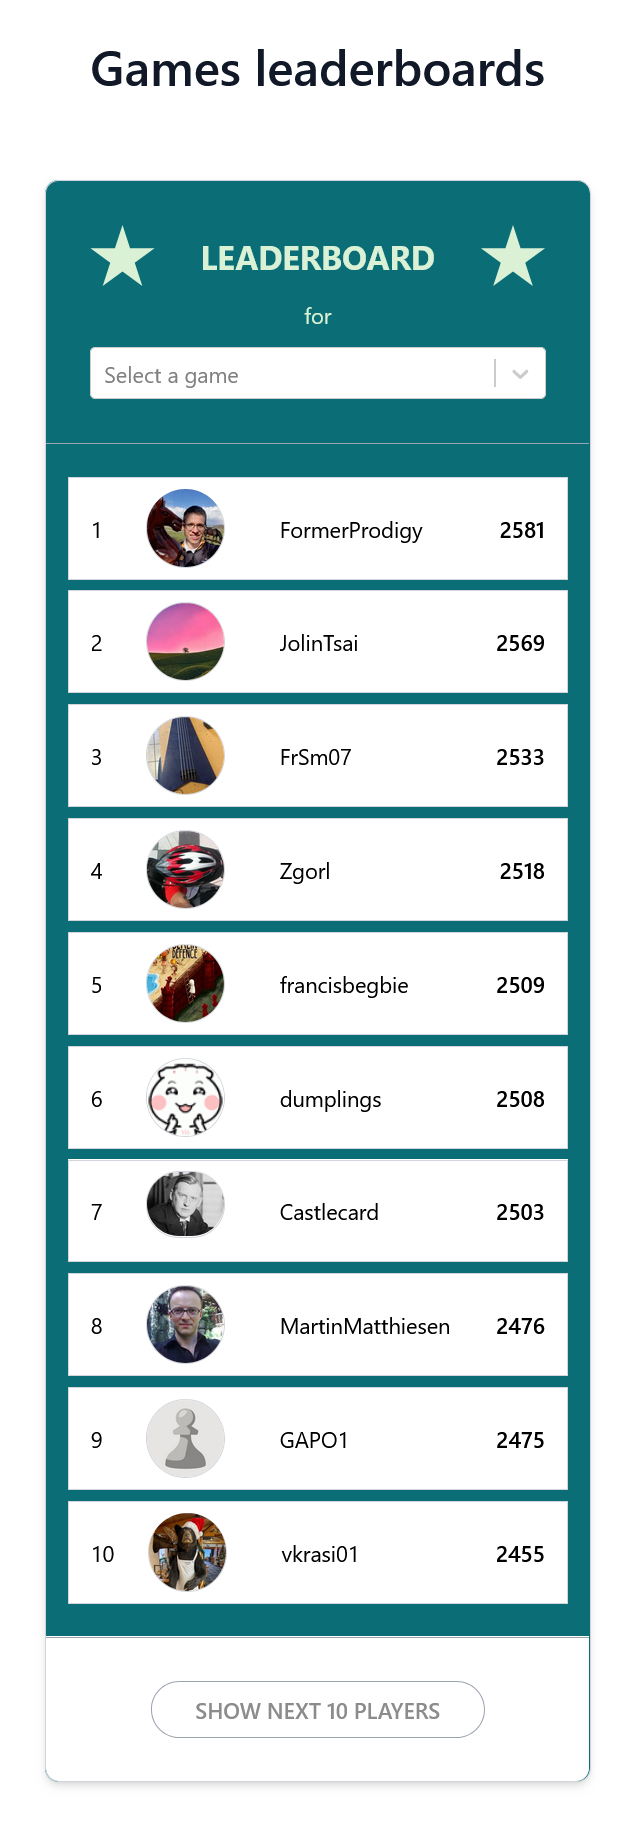 Games leaderboards
LEADERBOARD
for
Select a game
1 FormerProdigy 2581
2 JolinTsai 2569
3 FrSm07 2533
4 Zgorl 2518
DEFENCE
5 francisbegbie 2509
6 dumplings 2508
7 Castlecard 2503
8 MartinMatthiesen 2476
9 GAPO1 2475
10 vkrasi01 2455
SHOW NEXT 10 PLAYERS